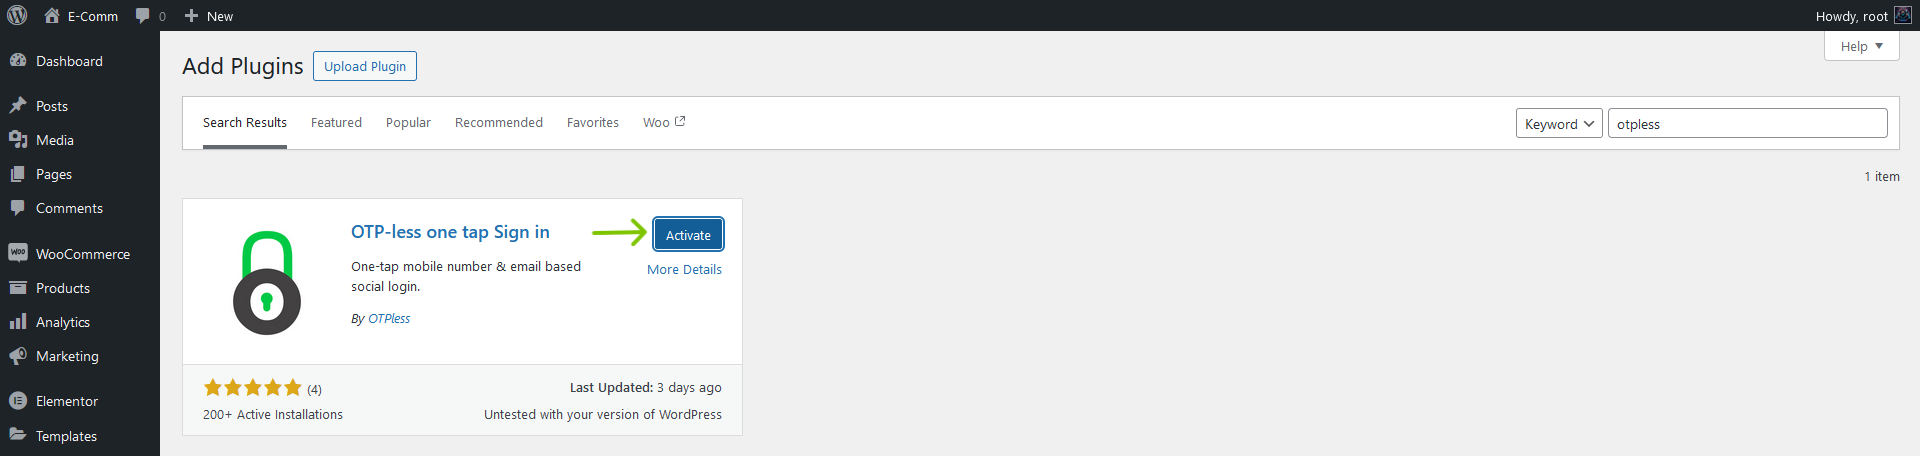 E-Comm 0 New Howdy, root
Help
Dashboard
Posts
Media
Pages
Comments
WOO WooCommerce
Products
Analytics
Marketing
Elementor
Templates
Add Plugins Upload Plugin
Search Results Featured Popular Recommended Favorites Woo Keyword otpless
1 item
OTP-less one tap Sign in Activate
More Details
One-tap mobile number & email based
social login.
By OTPless
(4) Last Updated: 3 days ago
200+ Active Installations Untested with your version of WordPress